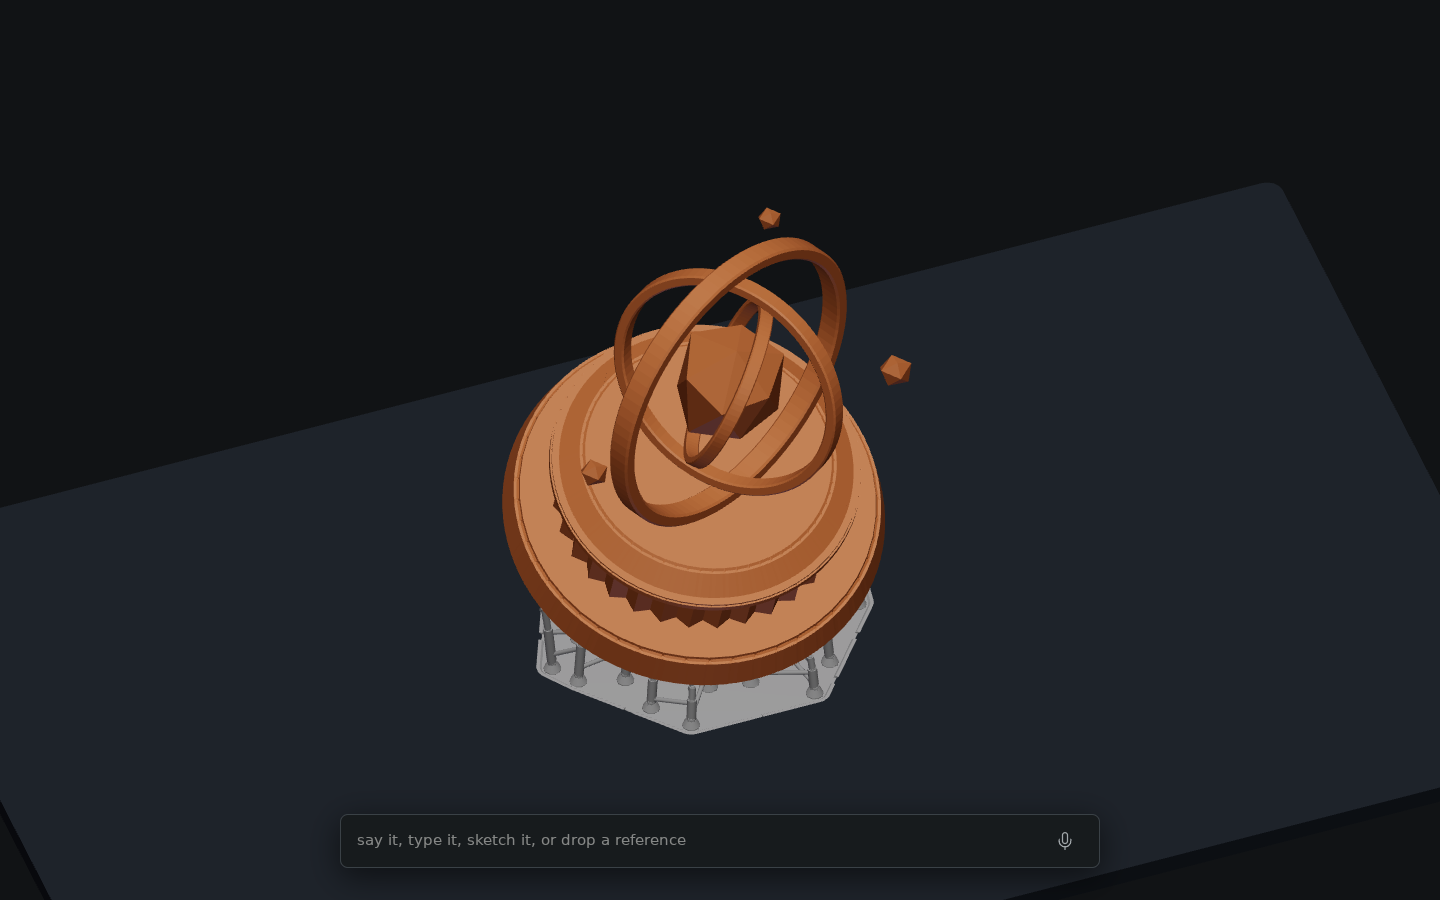 say it, type it, sketch it, or drop a reference